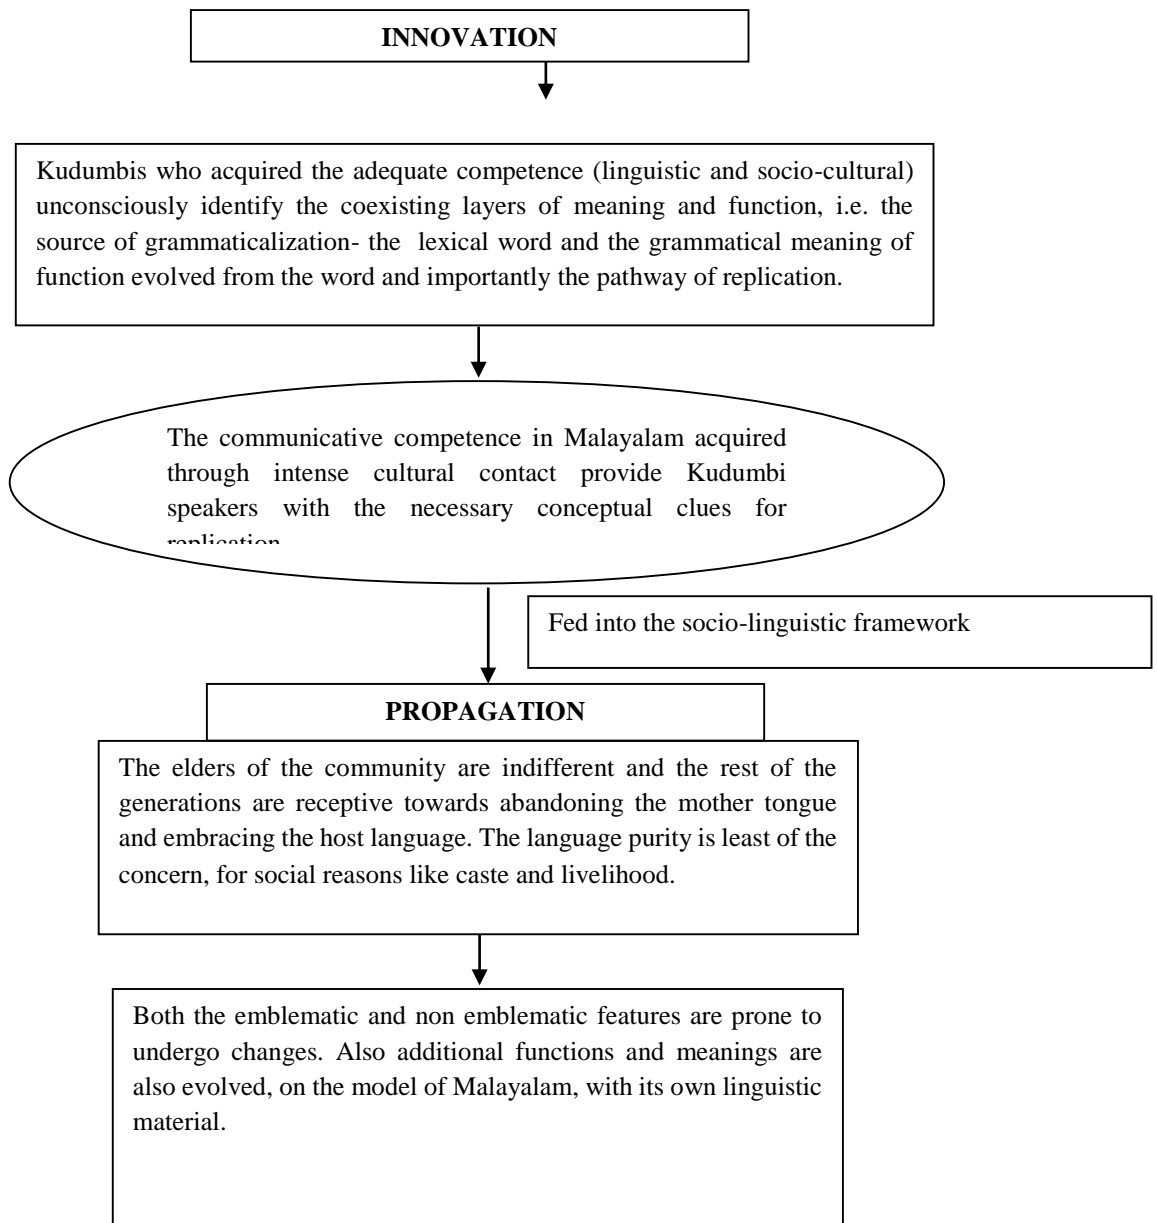 INNOVATION
Kudumbis who acquired the adequate competence (linguistic and socio-cultural)
unconsciously identify the coexisting layers of meaning and function, i.e. the
source of grammaticalization- the lexical word and the grammatical meaning of
function evolved from the word and importantly the pathway of replication.
The communicative competence in Malayalam acquired
through intense cultural contact provide Kudumbi
speakers with the necessary conceptual clues for
replication
Fed into the socio-linguistic framework
PROPAGATION
The elders of the community are indifferent and the rest of the
generations are receptive towards abandoning the mother tongue
and embracing the host language. The language purity is least of the
concern, for social reasons like caste and livelihood.
Both the emblematic and non emblematic features are prone to
undergo changes. Also additional functions and meanings are
also evolved, on the model of Malayalam, with its own linguistic
material.